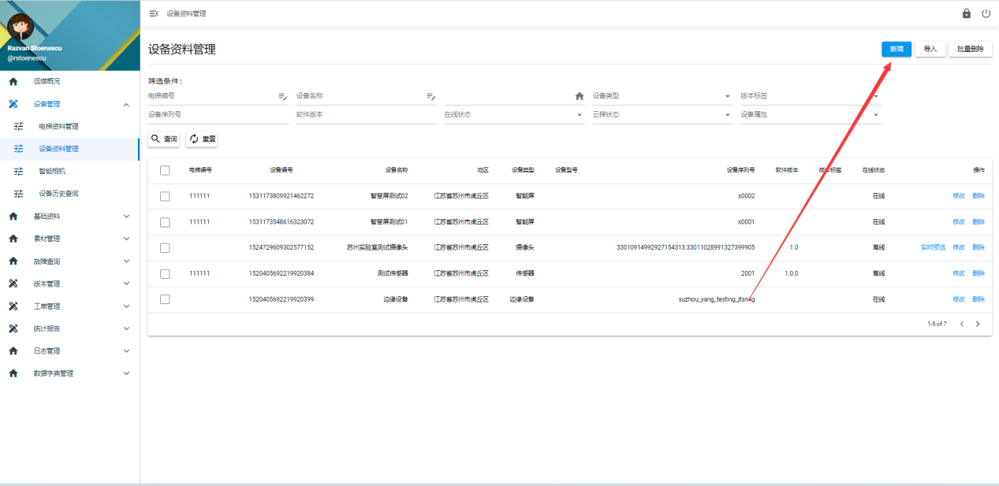 设备资料管理
Razvan Stoenescu
@rstoenescu
运维概况
设备管理
电梯资料管理
设备资料管理
智能相机
设备历史查询
基础资料
素材管理
故障查询
版本管理
工单管理
统计报告
日志管理
数据字典管理
设备资料管理 新增 导入 批量删除
筛选条件：
电梯编号 设备名称 设备类型 版本标签
设备序列号 软件版本 在线状态 云梯状态 设备属性
查询 重置
电梯编号 设备编号 设备名称 地区 设备类型 设备型号 设备序列号 软件版本 版本标签 在线状态 操作
111111 1531173809921462272 智慧屏测试02 江苏省苏州市虎丘区 智能屏 s0002 在线 修改 删除
111111 1531173548616323072 智慧屏测试01 江苏省苏州市虎丘区 智能屏 s0001 在线 修改 删除
1524729609302577152 苏州实验室测试摄像头 江苏省苏州市虎丘区 摄像头 33010914992927154313:33011028991327399905 1.0 离线 实时预览 修改 删除
111111 1520405692219920384 测试传感器 江苏省苏州市虎丘区 传感器 2001 1.0.0 离线 修改 删除
1520405692219920399 边缘设备 江苏省苏州市虎丘区 边缘设备 suzhou_yang_testing_jtsn4g 在线 修改 删除
1-5 of 7